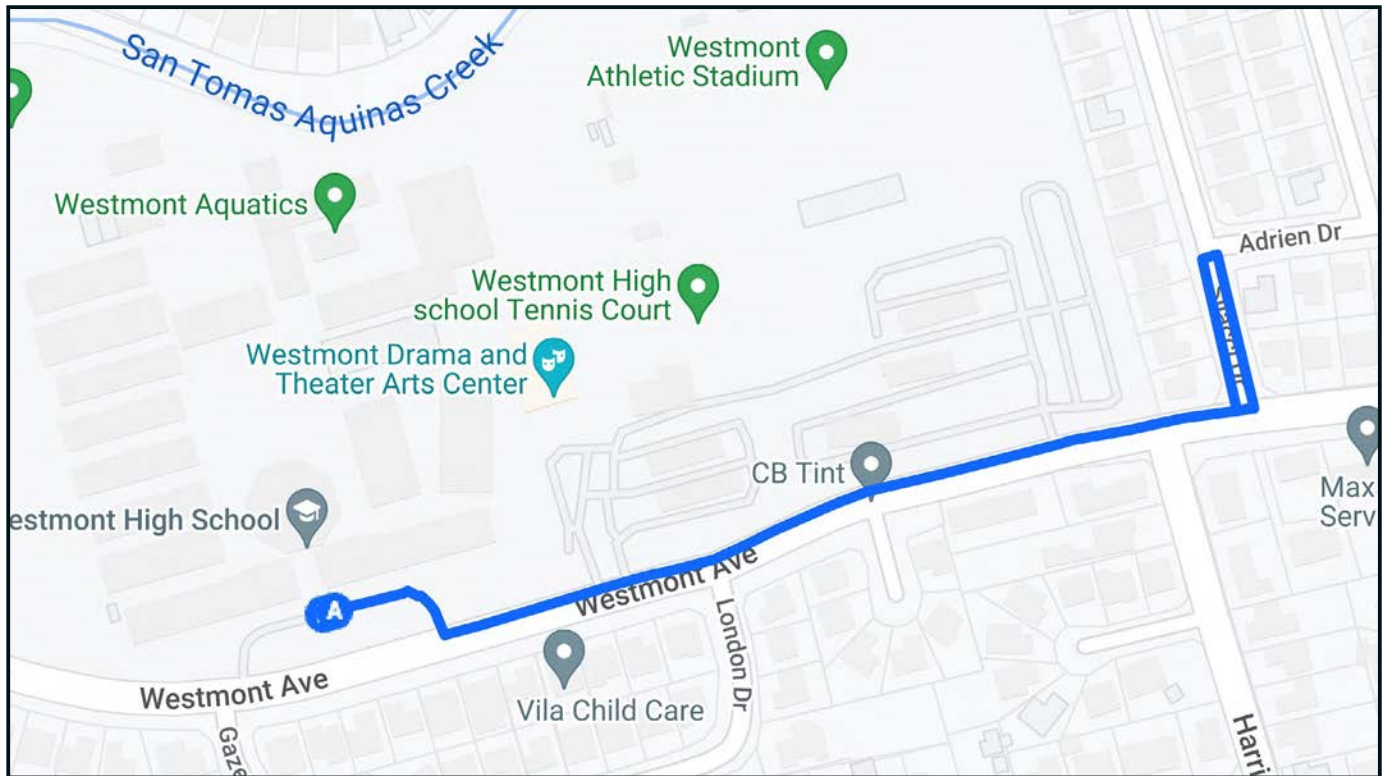 San Tomas Aquinas Creek
Westmont
Athletic Stadium
Westmont Aquatics
Adrien Dr
Westmont High
school Tennis Court
Westmont Drama and
Theater Arts Center
CB Tint
Max
Serv
estmont High School
A
Westmont Ave
London Dr
Vila Child Care
Westmont Ave
Gaze
Harri